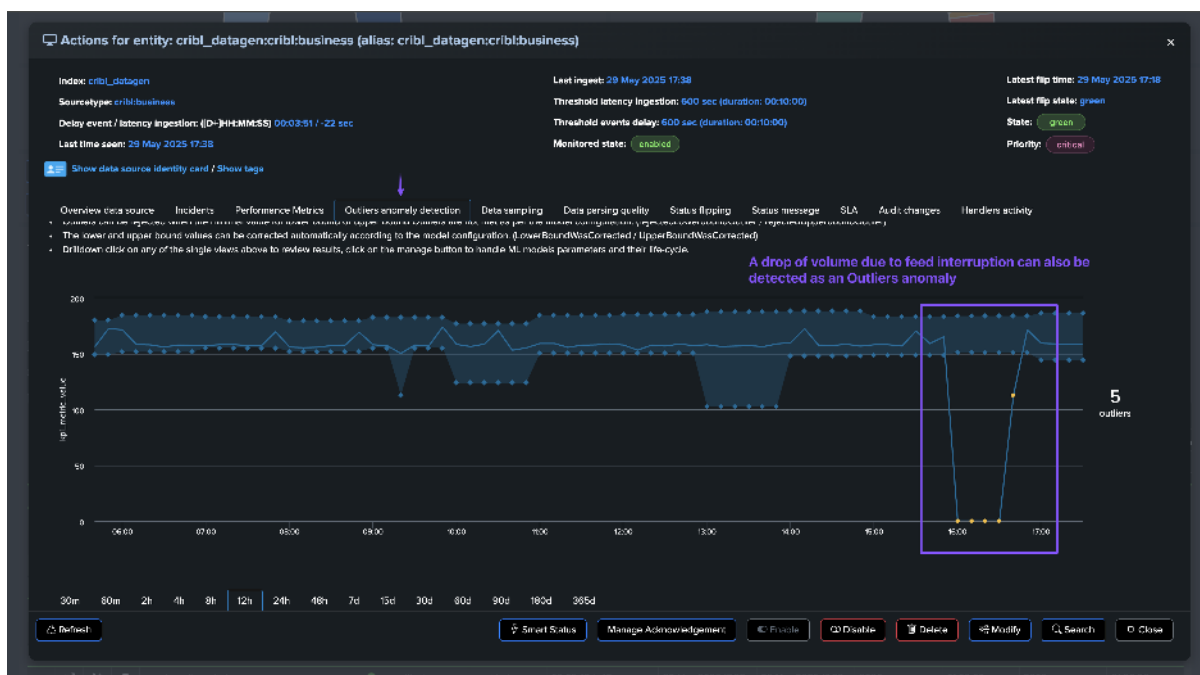 Actions for entity: cribl_datagen:cribl:business (alias: cribl_datagen:cribl:business)
Index: cribl_datagen
Sourcetype: cribl:business
Delay event / latency ingestion: ([D+]HH:MM:SS) 00:03:51 / -22 sec
Last time seen: 29 May 2025 17:38
Last ingest: 29 May 2025 17:38
Threshold latency ingestion: 600 sec (duration: 00:10:00)
Threshold events delay: 600 sec (duration: 00:10:00)
Monitored state: enabled
Latest flip time: 29 May 2025 17:18
Latest flip state: green
State: green
Priority: critical
Show data source identity card / Show tags
Overview data source Incidents Performance Metrics Outliers anomaly detection Data sampling Data parsing quality Status flipping Status message SLA Audit changes Handlers activity
The lower and upper bound values can be corrected automatically according to the model configuration. (LowerBoundWasCorrected / UpperBoundWasCorrected)
Drilldown click on any of the single views above to review results, click on the manage button to handle ML models parameters and their life-cycle.
A drop of volume due to feed interruption can also be
detected as an Outliers anomaly
200
150
100
50
0
kpi_metric_value
06:00 07:00 08:00 09:00 10:00 11:00 12:00 13:00 14:00 15:00 16:00 17:00
5
outliers
30m 60m 2h 4h 8h 12h 24h 48h 7d 15d 30d 60d 90d 180d 365d
Refresh Smart Status Manage Acknowledgement Enable Disable Delete Modify Search Close